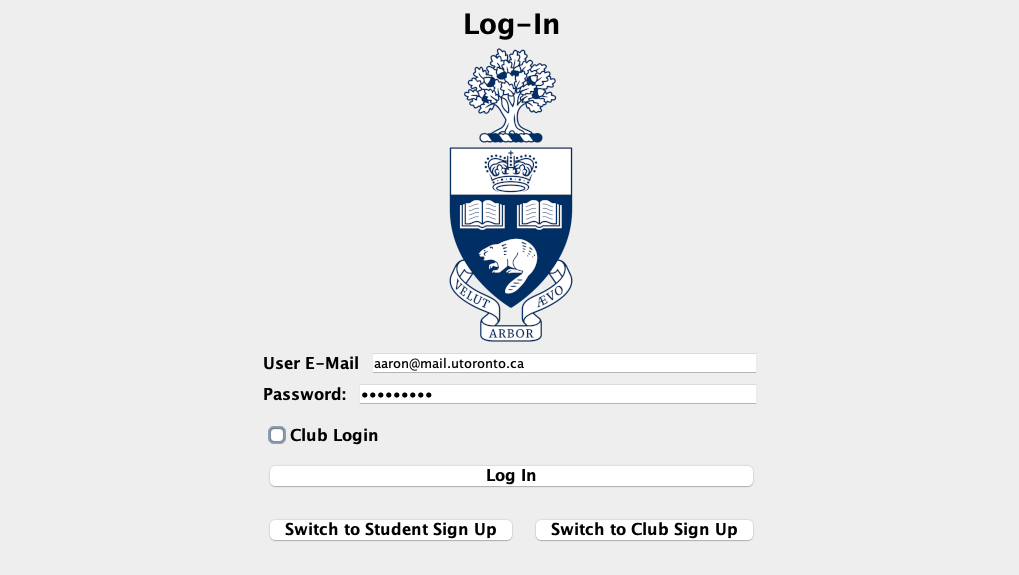 Log-In
VELUT ARBOR ÆVO
User E-Mail aaron@mail.utoronto.ca
Password: •••••••••
Club Login
Log In
Switch to Student Sign Up Switch to Club Sign Up